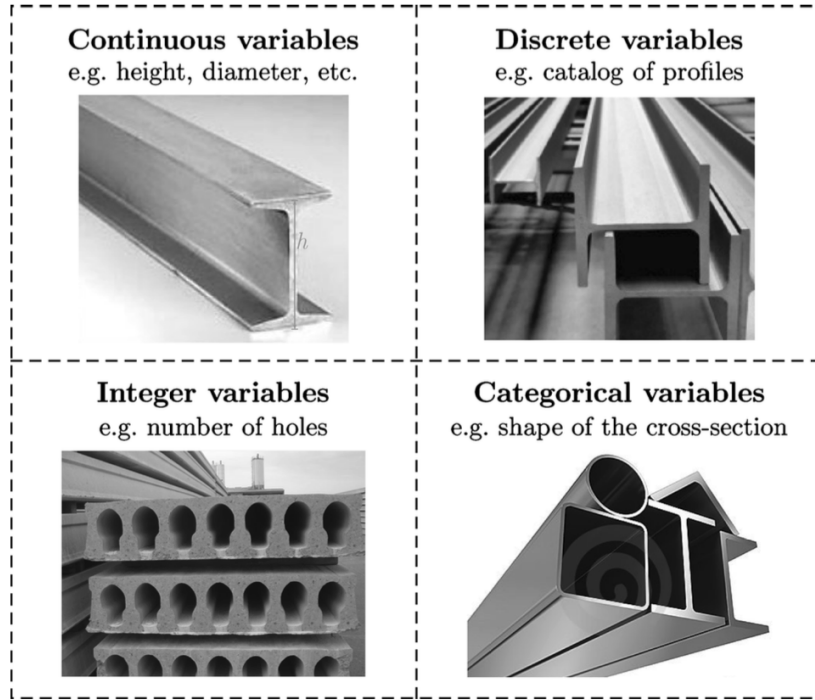 Continuous variables
e.g. height, diameter, etc.
h
Discrete variables
e.g. catalog of profiles
Integer variables
e.g. number of holes
Categorical variables
e.g. shape of the cross-section